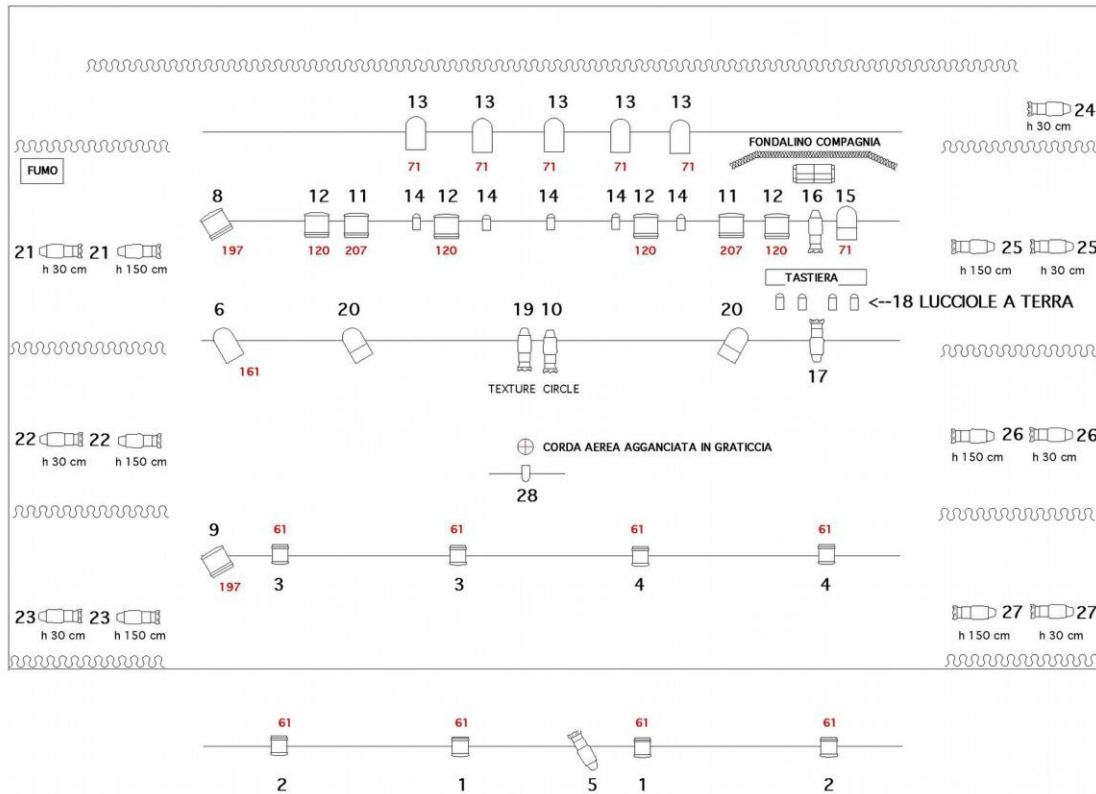 13 13 13 13 13
24
h 30 cm
FONDALINO COMPAGNIA
FUMO
71 71 71 71 71
8 12 11 14 12 14 14 14 12 14 11 12 16 15
197 120 207 120 120 207 120 71
21 21
h 30 cm h 150 cm
25 25
h 150 cm h 30 cm
TASTIERA
<--18 LUCCIOLE A TERRA
6 20 19 10 20
161
17
TEXTURE CIRCLE
22 22
h 30 cm h 150 cm
26 26
h 150 cm h 30 cm
CORDA AEREA AGGANCIATA IN GRATICCIA
28
9 61 61 61 61
197 3 3 4 4
23 23
h 30 cm h 150 cm
27 27
h 150 cm h 30 cm
61 61 61 61
2 1 5 1 2